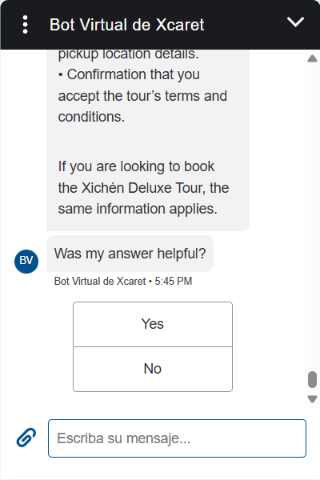 Bot Virtual de Xcaret
pickup location details.
• Confirmation that you
accept the tour's terms and
conditions.
If you are looking to book
the Xichén Deluxe Tour, the
same information applies.
Was my answer helpful?
BV
Bot Virtual de Xcaret • 5:45 PM
Yes
No
Escriba su mensaje...